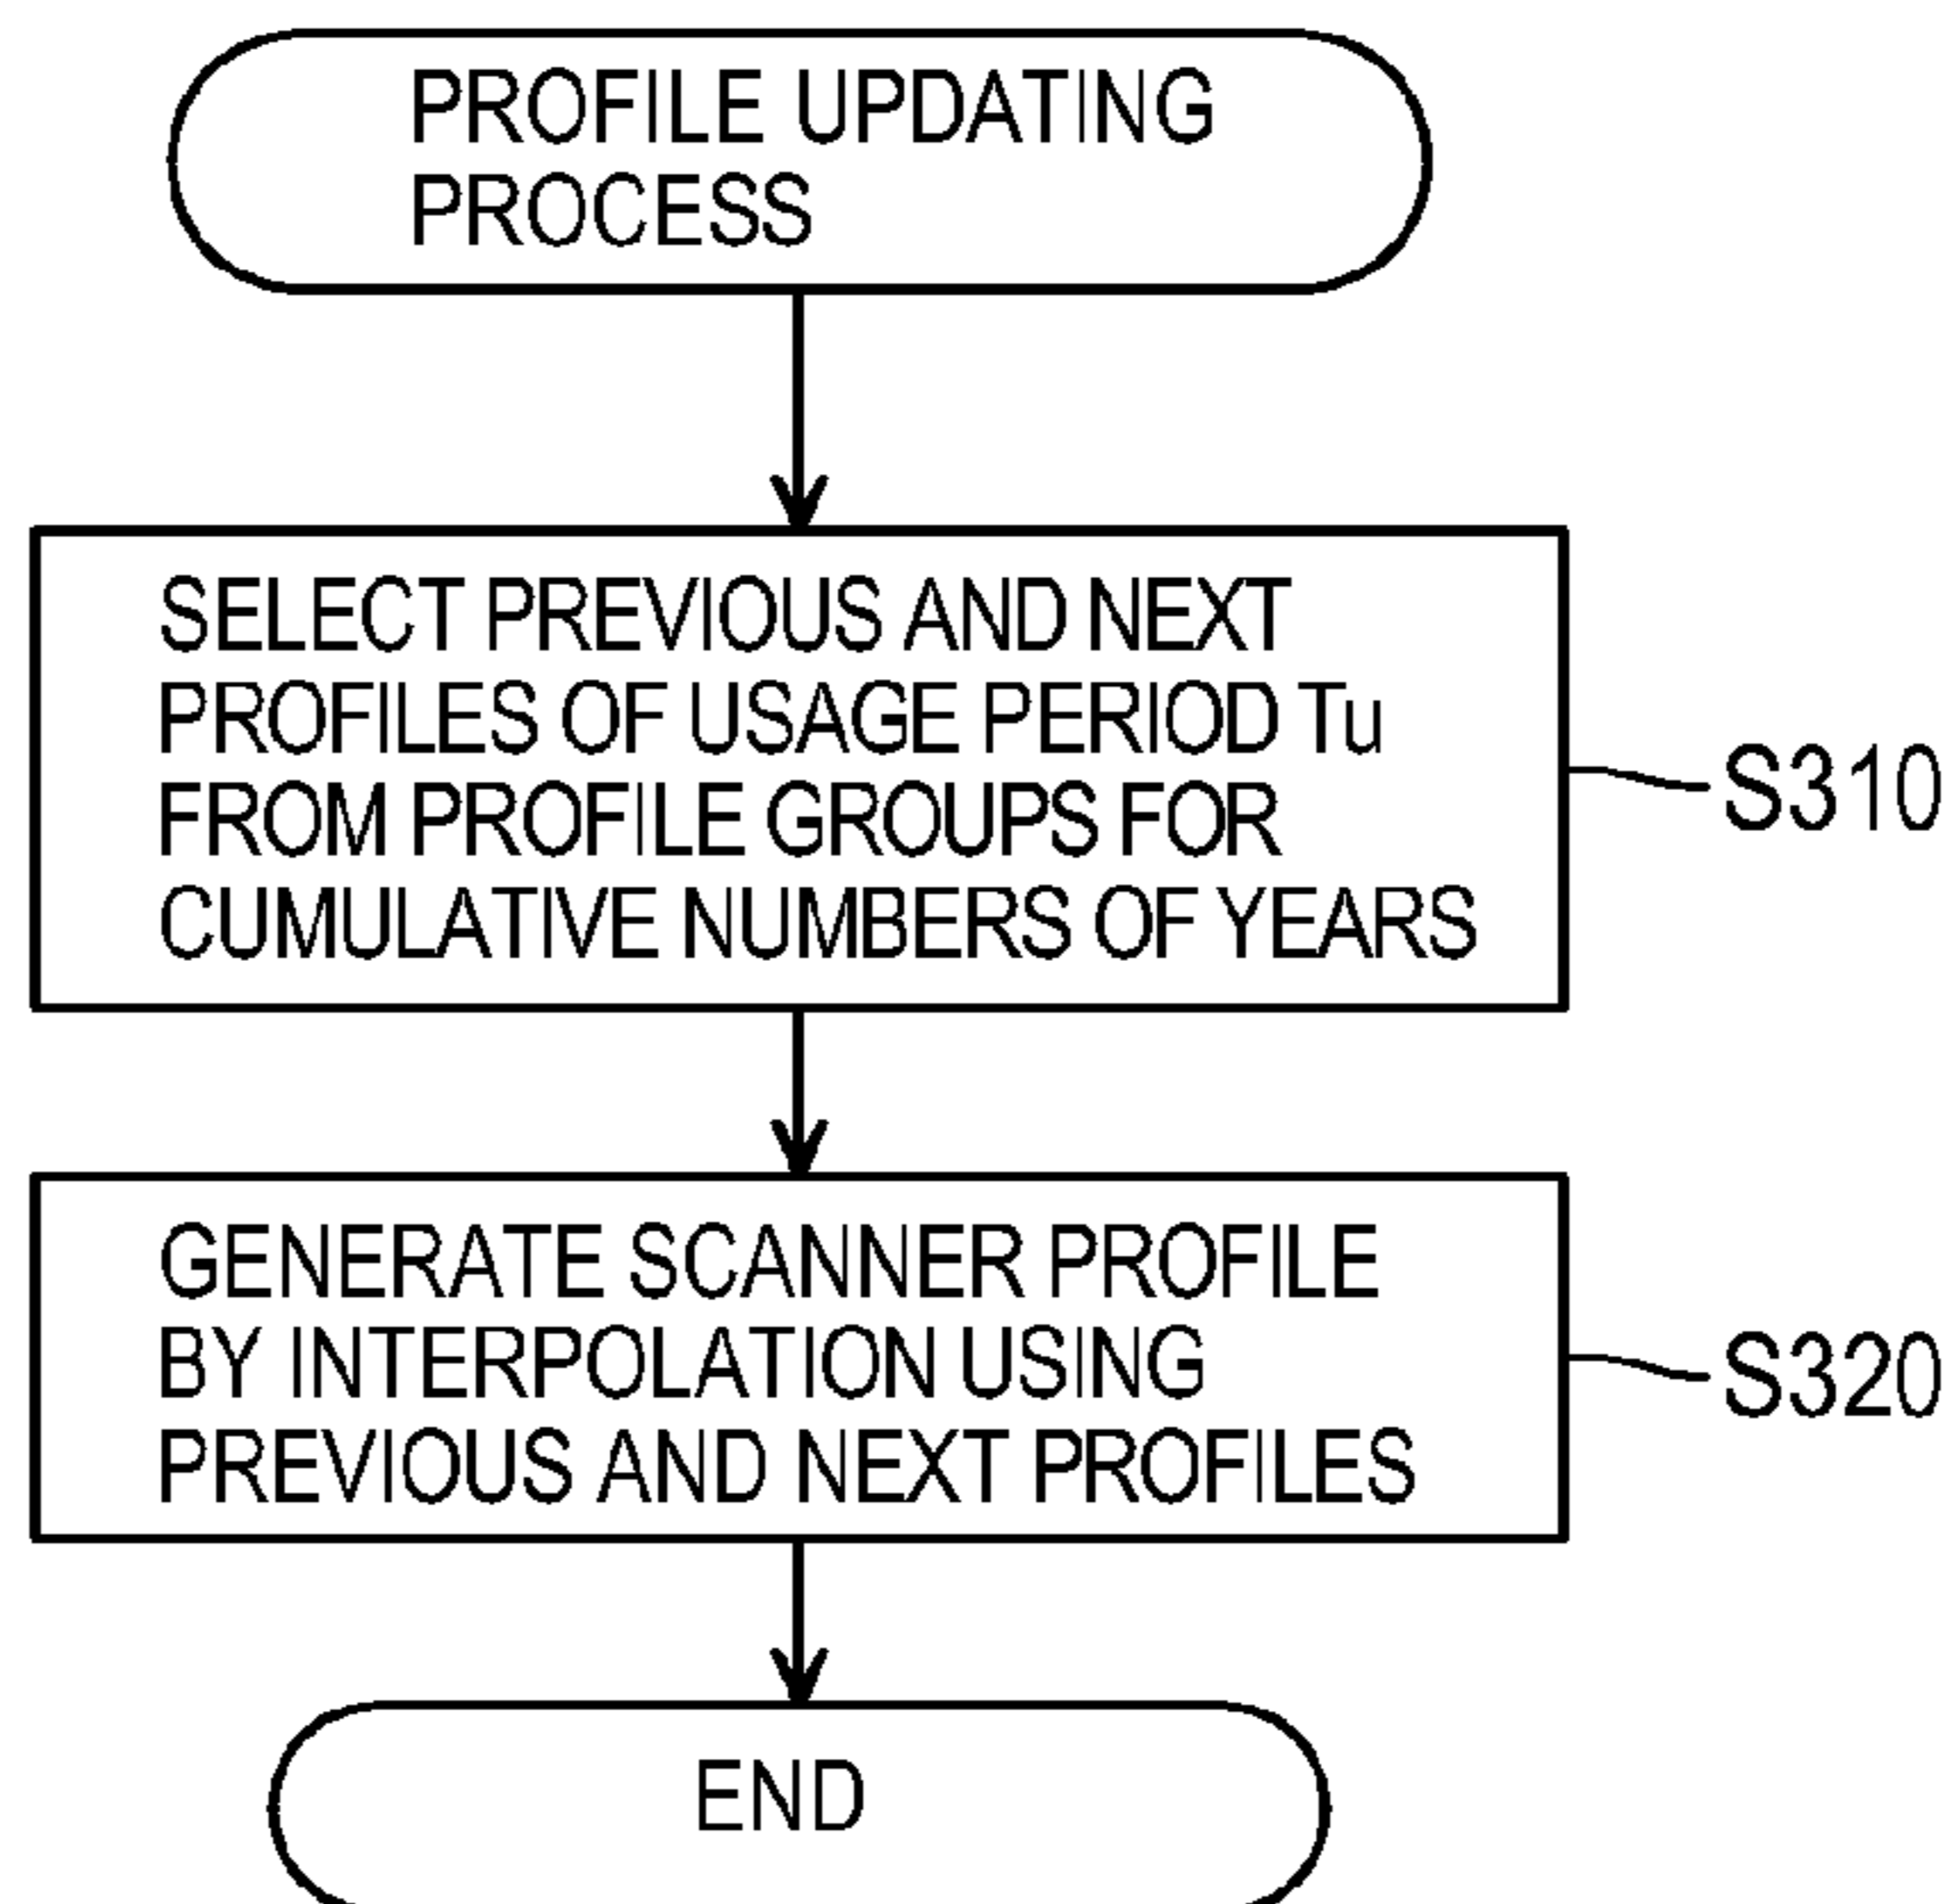 PROFILE UPDATING
PROCESS
SELECT PREVIOUS AND NEXT
PROFILES OF USAGE PERIOD Tu
FROM PROFILE GROUPS FOR
CUMULATIVE NUMBERS OF YEARS
S310
GENERATE SCANNER PROFILE
BY INTERPOLATION USING
PREVIOUS AND NEXT PROFILES
S320
END